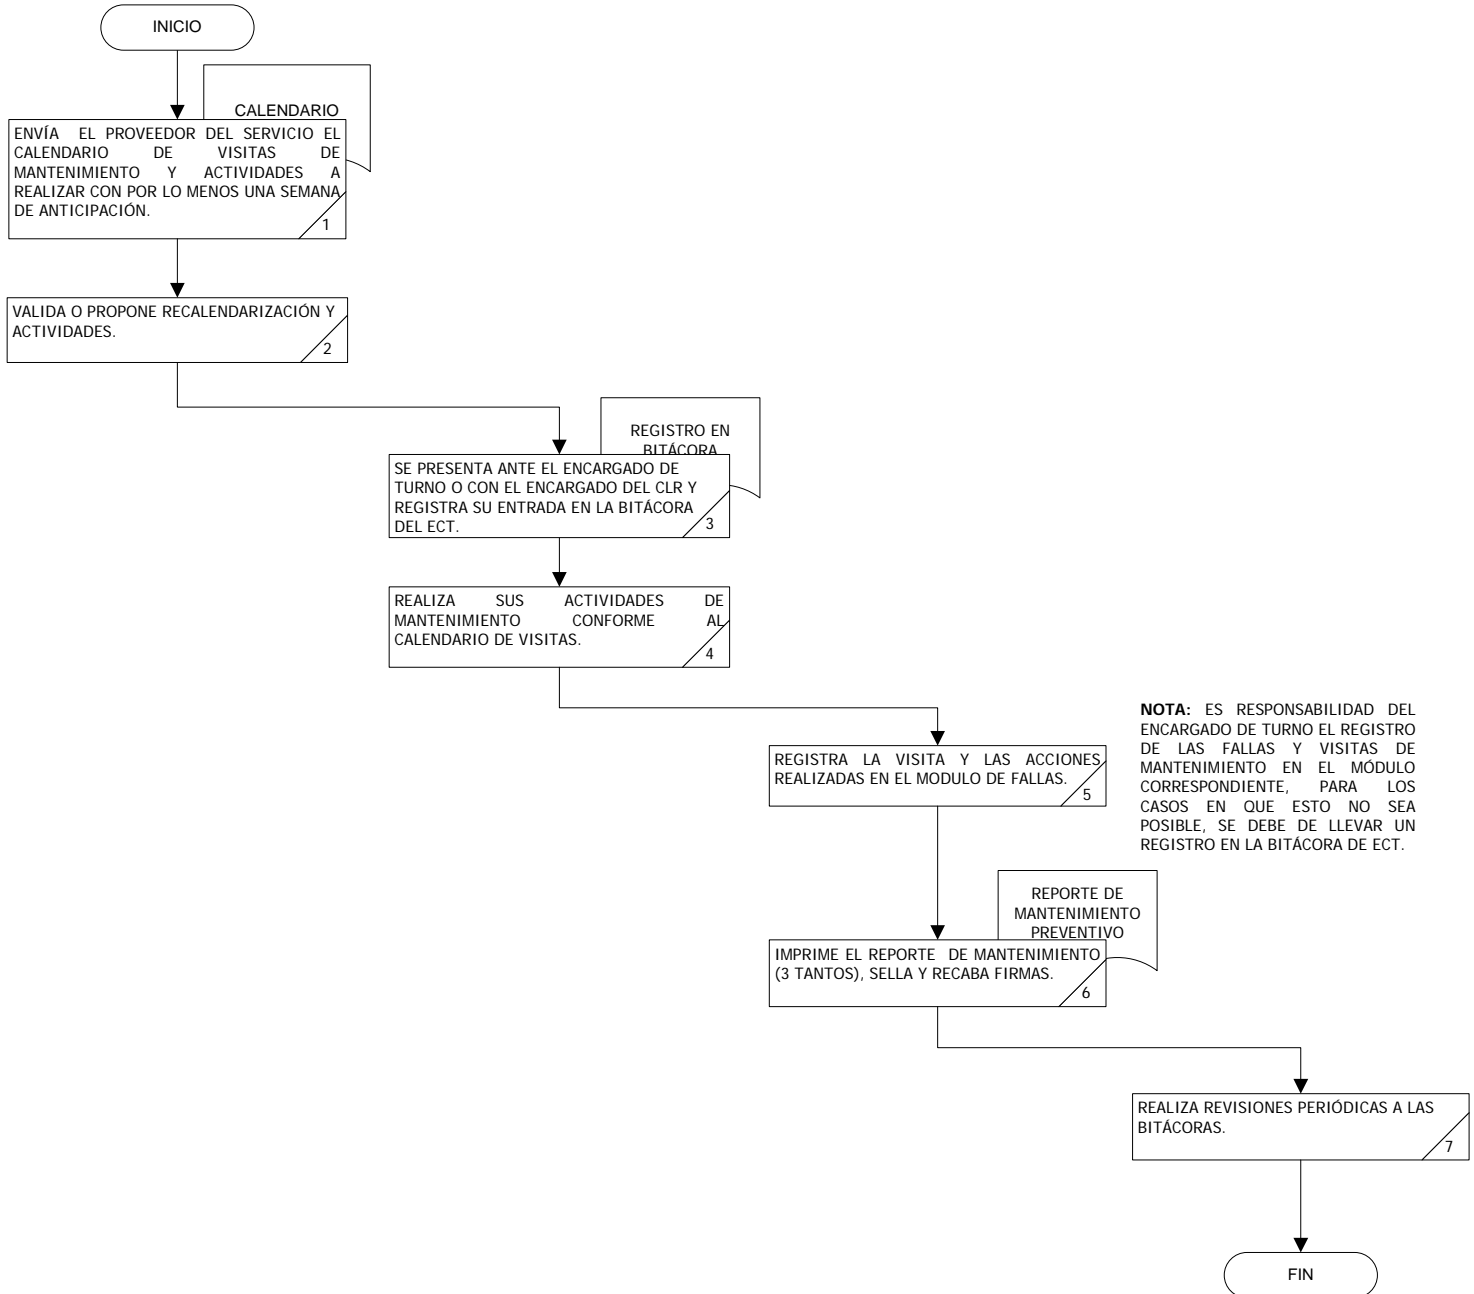 INICIO
CALENDARIO
ENVÍA EL PROVEEDOR DEL SERVICIO EL
CALENDARIO DE VISITAS DE
MANTENIMIENTO Y ACTIVIDADES A
REALIZAR CON POR LO MENOS UNA SEMANA
DE ANTICIPACIÓN.
1
VALIDA O PROPONE RECALENDARIZACIÓN Y
ACTIVIDADES.
2
REGISTRO EN
BITÁCORA
SE PRESENTA ANTE EL ENCARGADO DE
TURNO O CON EL ENCARGADO DEL CLR Y
REGISTRA SU ENTRADA EN LA BITÁCORA
DEL ECT.
3
REALIZA SUS ACTIVIDADES DE
MANTENIMIENTO CONFORME AL
CALENDARIO DE VISITAS.
4
REGISTRA LA VISITA Y LAS ACCIONES
REALIZADAS EN EL MODULO DE FALLAS.
5
NOTA: ES RESPONSABILIDAD DEL
ENCARGADO DE TURNO EL REGISTRO
DE LAS FALLAS Y VISITAS DE
MANTENIMIENTO EN EL MÓDULO
CORRESPONDIENTE, PARA LOS
CASOS EN QUE ESTO NO SEA
POSIBLE, SE DEBE DE LLEVAR UN
REGISTRO EN LA BITÁCORA DE ECT.
REPORTE DE
MANTENIMIENTO
PREVENTIVO
IMPRIME EL REPORTE DE MANTENIMIENTO
(3 TANTOS), SELLA Y RECABA FIRMAS.
6
REALIZA REVISIONES PERIÓDICAS A LAS
BITÁCORAS.
7
FIN